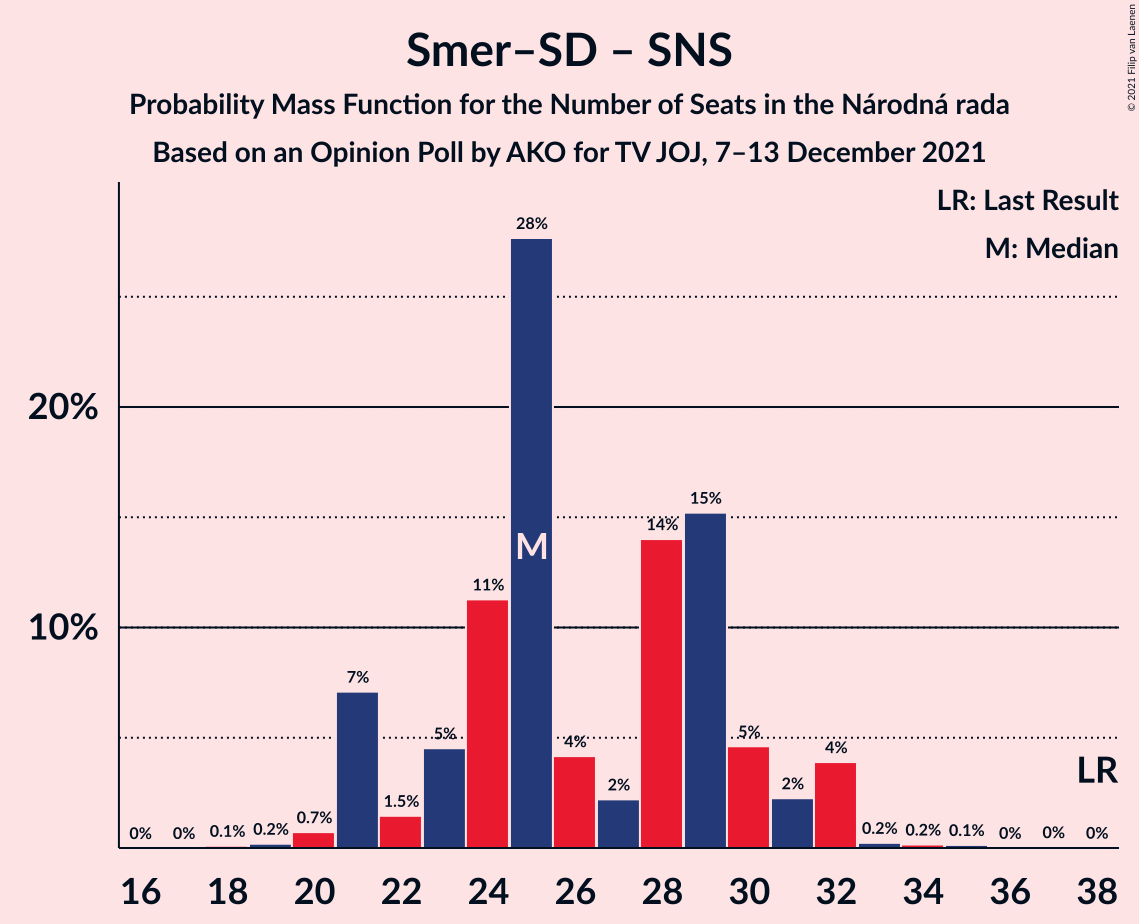 Smer–SD – SNS
Probability Mass Function for the Number of Seats in the Národná rada
Based on an Opinion Poll by AKO for TV JOJ, 7–13 December 2021
© 2021 Filip van Laenen
LR: Last Result
M: Median
20%
10%
0%
0%
0.1%
0.2%
0.7%
7%
1.5%
5%
11%
28%
4%
2%
14%
15%
5%
2%
4%
0.2%
0.2%
0.1%
0%
0%
0%
M
LR
16 18 20 22 24 26 28 30 32 34 36 38